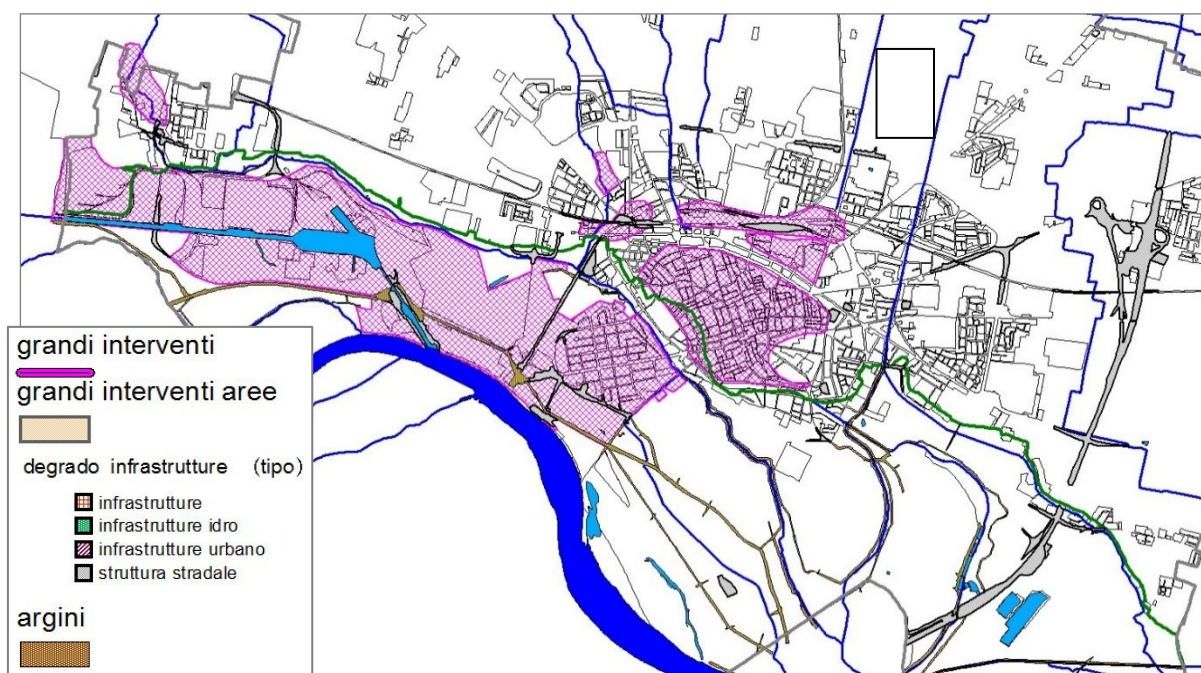 grandi interventi
grandi interventi aree
degrado infrastrutture (tipo)
infrastrutture
infrastrutture idro
infrastrutture urbano
struttura stradale
argini